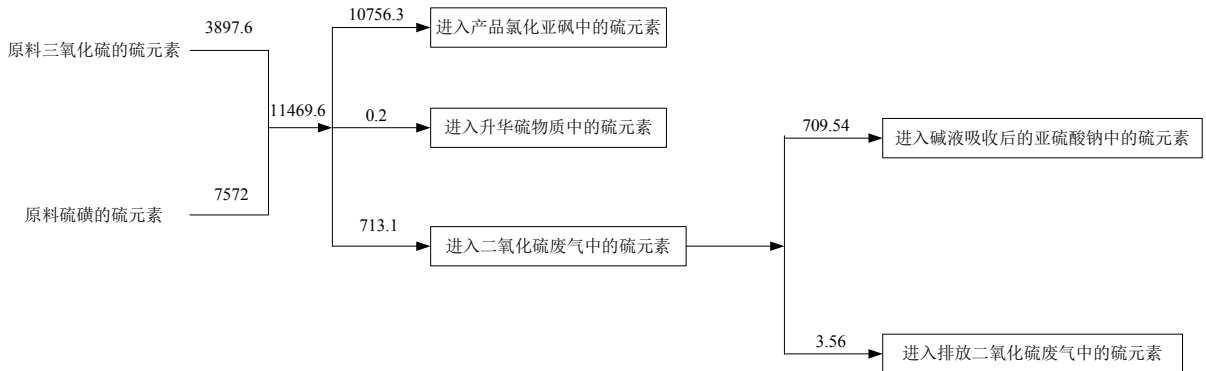 10756.3
进入产品氯化亚砜中的硫元素
3897.6
原料三氧化硫的硫元素
11469.6
0.2
进入升华硫物质中的硫元素
709.54
进入碱液吸收后的亚硫酸钠中的硫元素
7572
原料硫磺的硫元素
713.1
进入二氧化硫废气中的硫元素
3.56
进入排放二氧化硫废气中的硫元素